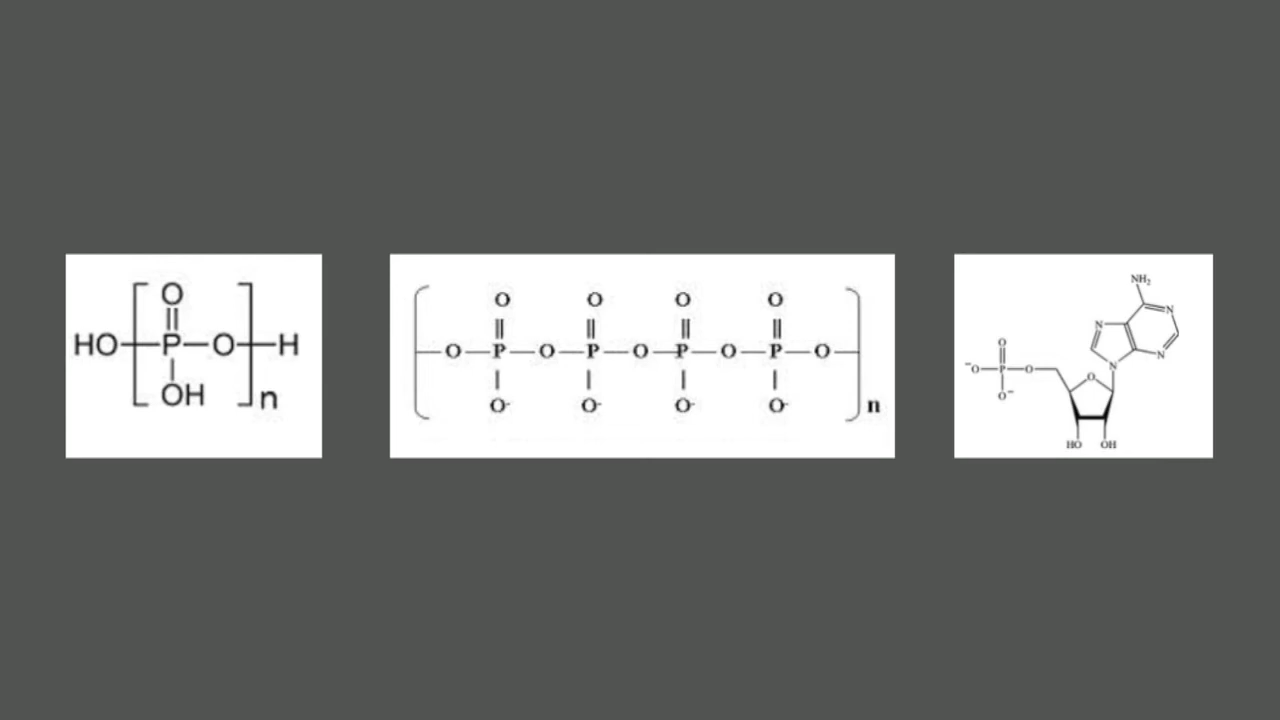 O
HO P O H
OH n
O O O O
O P O P O P O P O
O- O- O- O- n
NH₂
N N
N N
O
⁻O P O O
O⁻
HO OH